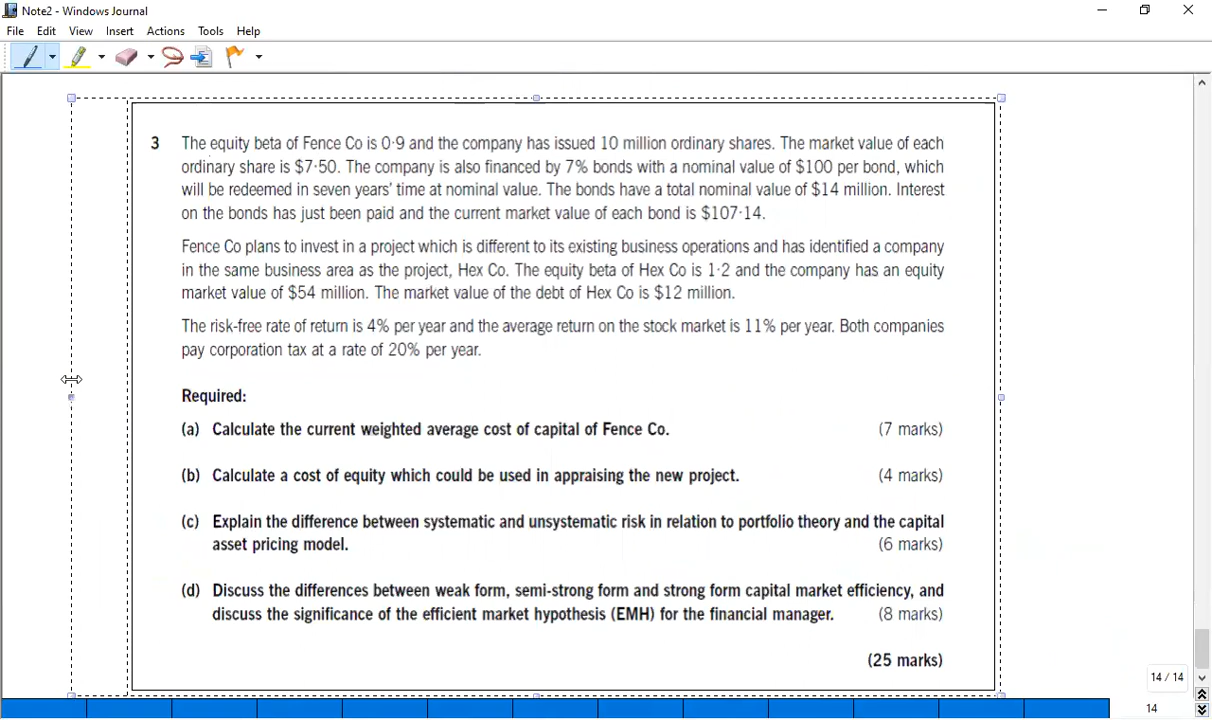 Note2 - Windows Journal
File Edit View Insert Actions Tools Help
3 The equity beta of Fence Co is 0·9 and the company has issued 10 million ordinary shares. The market value of each
ordinary share is $7·50. The company is also financed by 7% bonds with a nominal value of $100 per bond, which
will be redeemed in seven years' time at nominal value. The bonds have a total nominal value of $14 million. Interest
on the bonds has just been paid and the current market value of each bond is $107·14.
Fence Co plans to invest in a project which is different to its existing business operations and has identified a company
in the same business area as the project, Hex Co. The equity beta of Hex Co is 1·2 and the company has an equity
market value of $54 million. The market value of the debt of Hex Co is $12 million.
The risk-free rate of return is 4% per year and the average return on the stock market is 11% per year. Both companies
pay corporation tax at a rate of 20% per year.
Required:
(a) Calculate the current weighted average cost of capital of Fence Co. (7 marks)
(b) Calculate a cost of equity which could be used in appraising the new project. (4 marks)
(c) Explain the difference between systematic and unsystematic risk in relation to portfolio theory and the capital
asset pricing model. (6 marks)
(d) Discuss the differences between weak form, semi-strong form and strong form capital market efficiency, and
discuss the significance of the efficient market hypothesis (EMH) for the financial manager. (8 marks)
(25 marks)
14 / 14
14